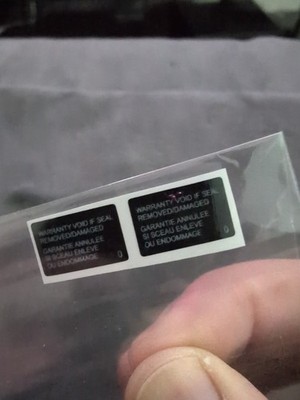 WARRANTY VOID IF SEAL
REMOVED/DAMAGED
GARANTIE ANNULEE
SI SCEAU ENLEVE
OU ENDOMMAGE
WARRANTY VOID IF SEAL
REMOVED/DAMAGED
GARANTIE ANNULEE
SI SCEAU ENLEVE
OU ENDOMMAGE